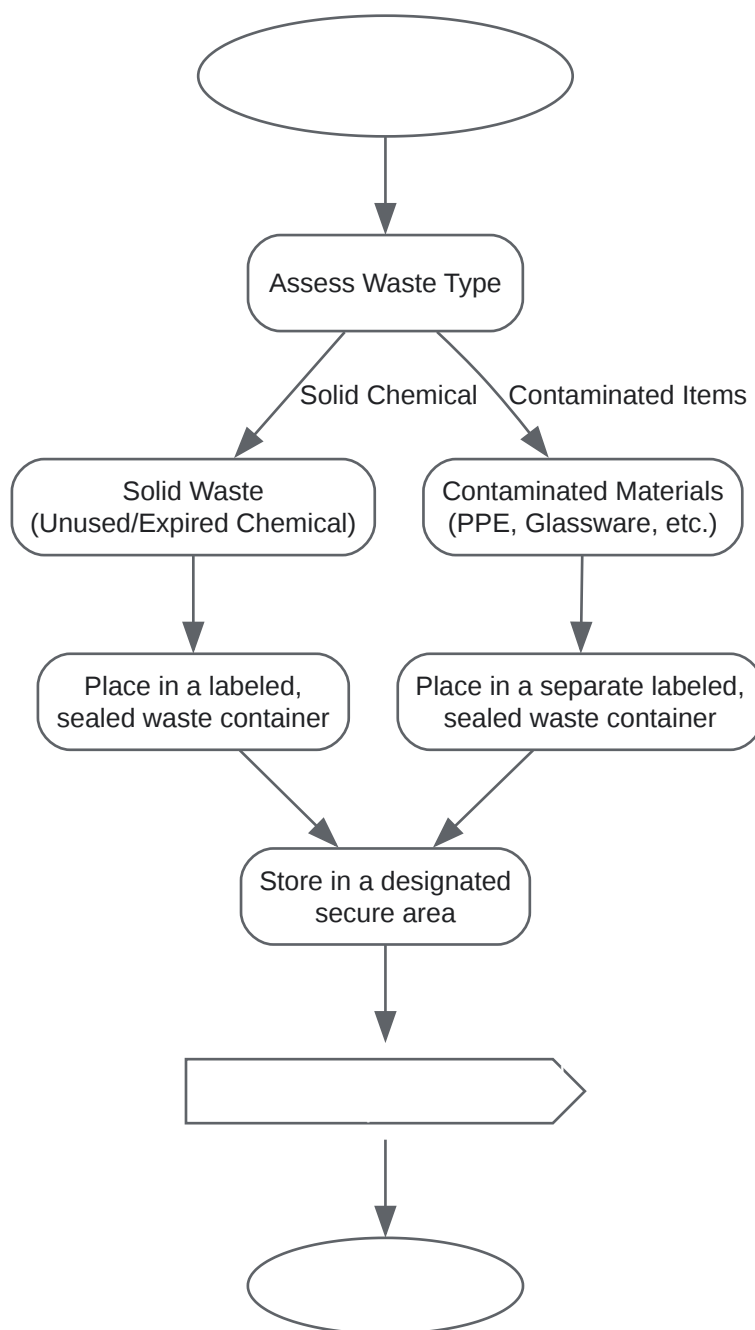 Assess Waste Type
Solid Chemical
Contaminated Items
Solid Waste
(Unused/Expired Chemical)
Contaminated Materials
(PPE, Glassware, etc.)
Place in a labeled,
sealed waste container
Place in a separate labeled,
sealed waste container
Store in a designated
secure area